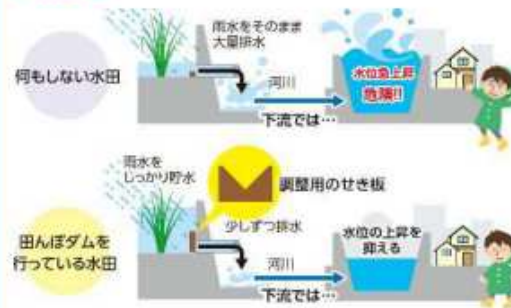 雨水をそのまま
大量排水
何もしない水田
河川
水位急上昇
危険!!
下流では…
雨水を
しっかり貯水
調整用のせき板
田んぼダムを
行っている水田
少しずつ排水
河川
水位の上昇を
抑える
下流では…